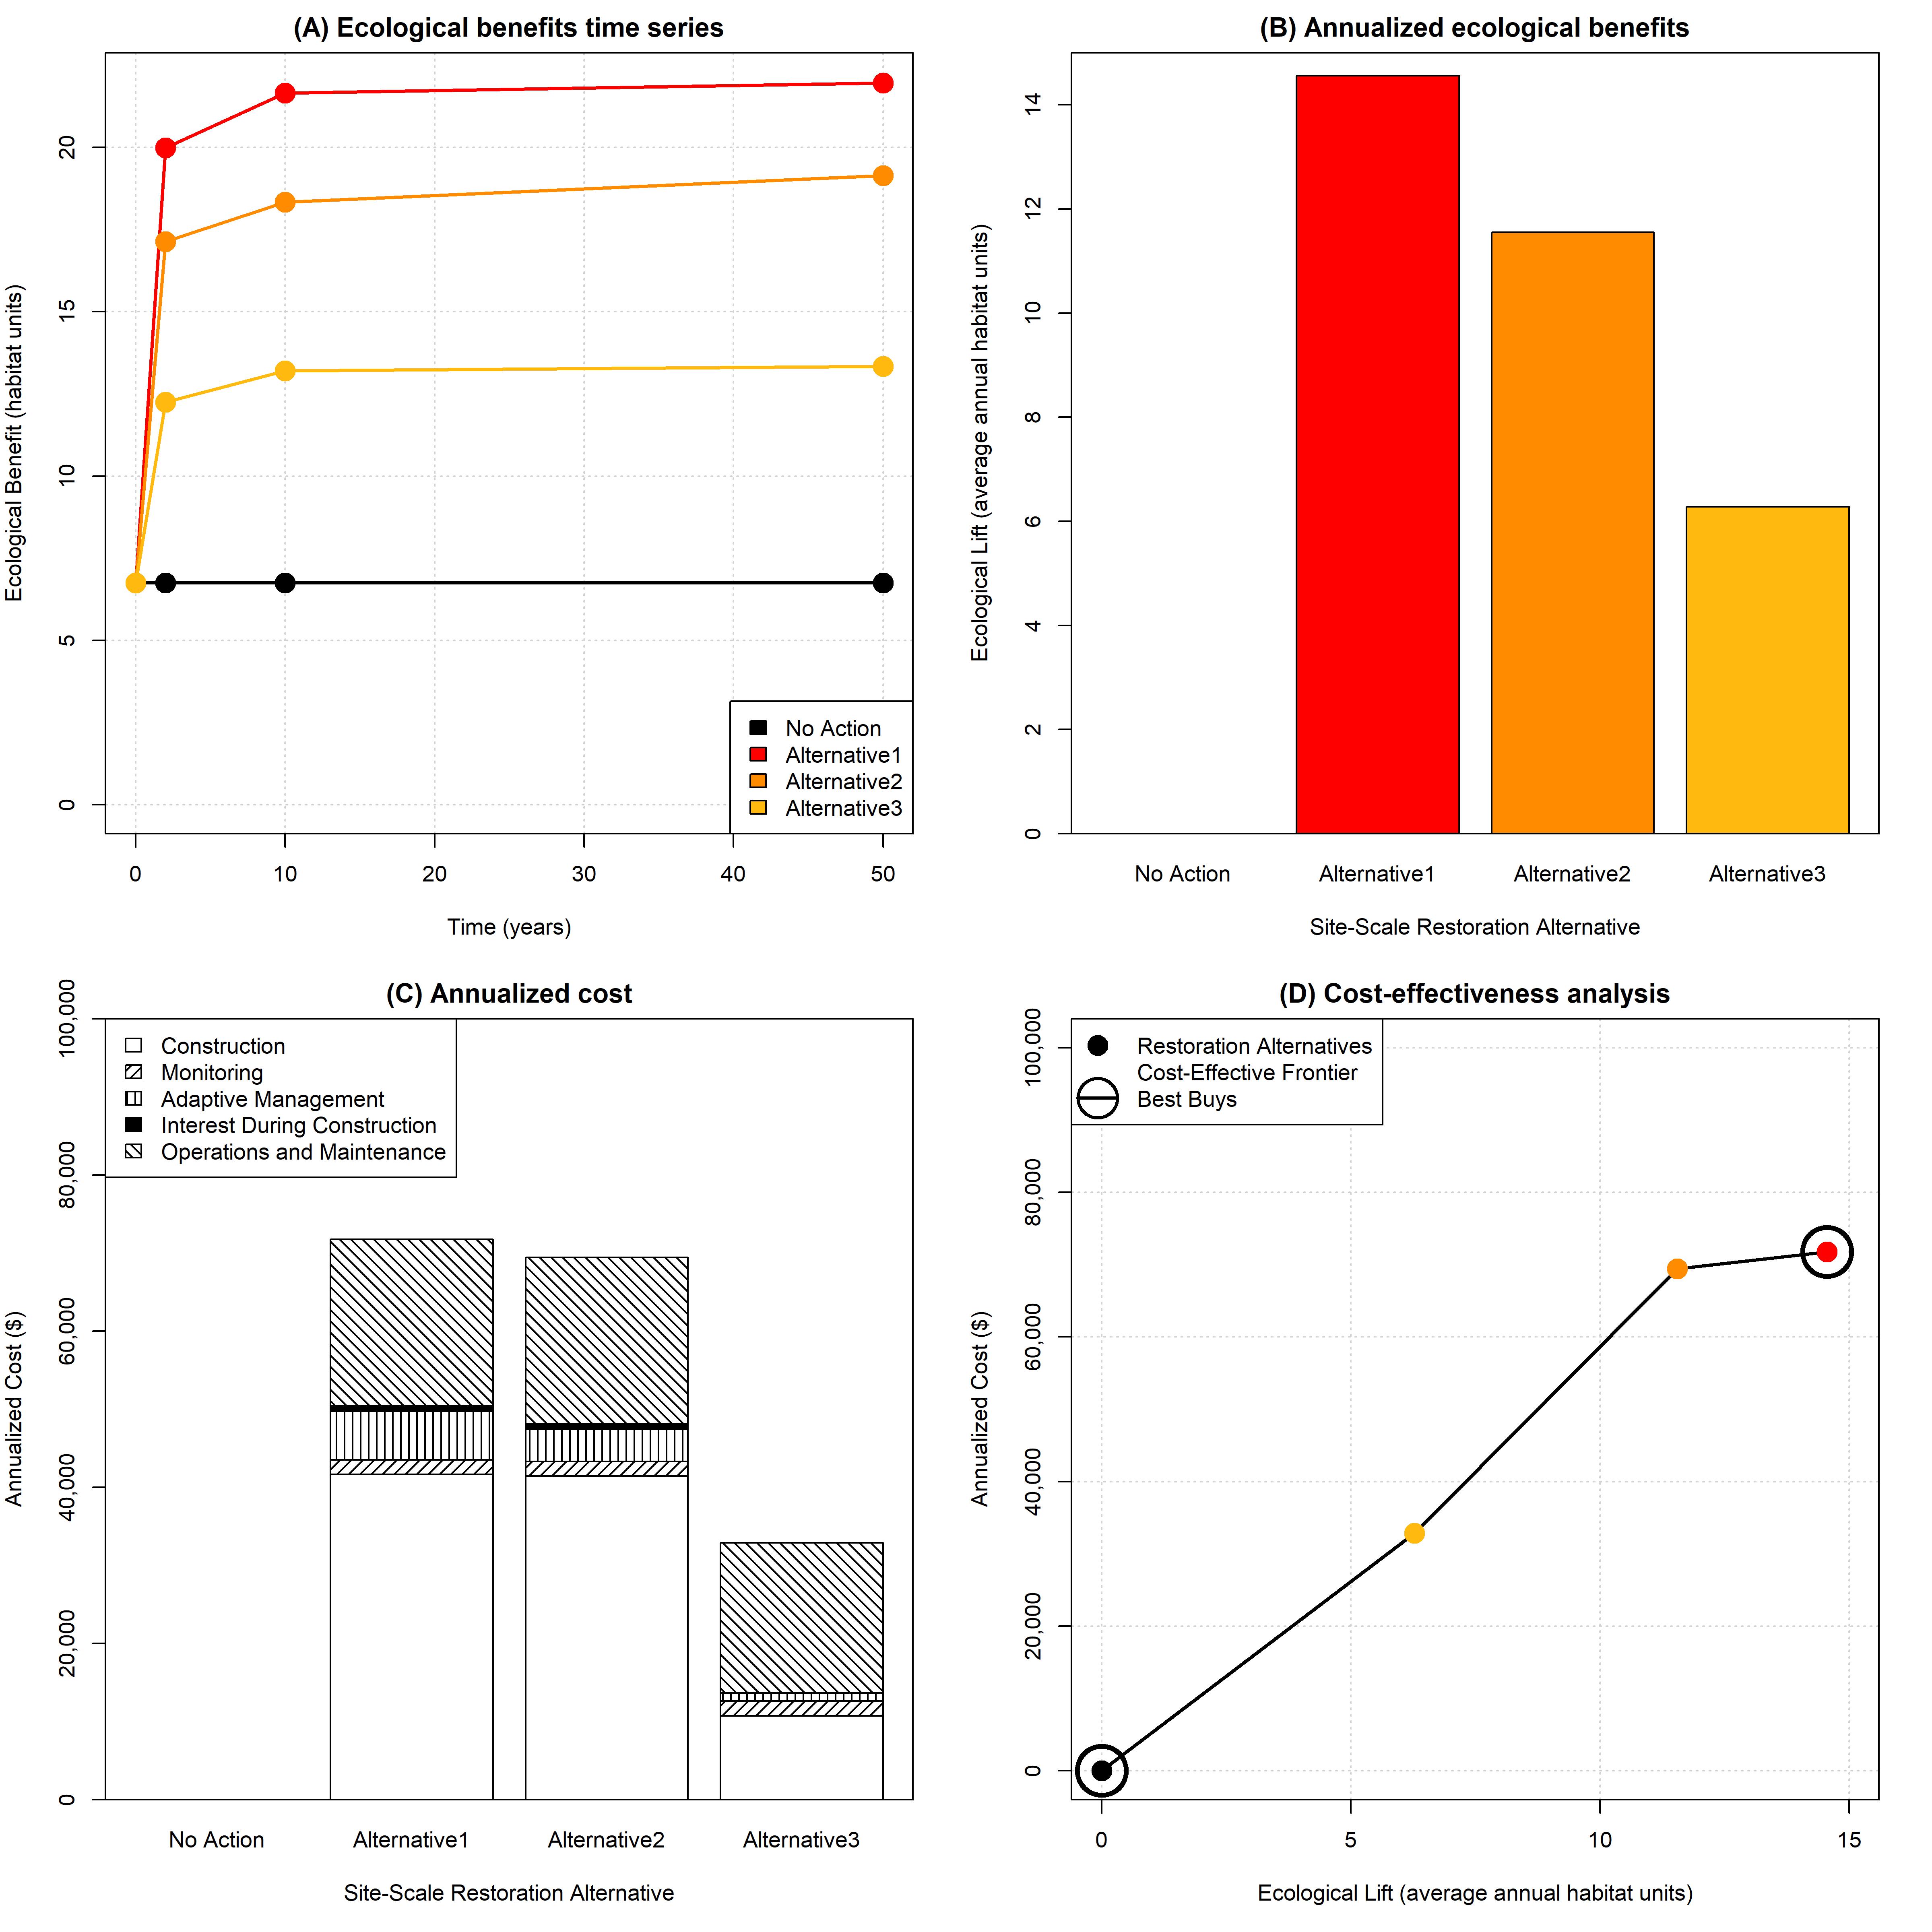 (A) Ecological benefits time series
Ecological Benefit (habitat units)
20
15
10
5
0
No Action
Alternative1
Alternative2
Alternative3
0 10 20 30 40 50
Time (years)
(B) Annualized ecological benefits
Ecological Lift (average annual habitat units)
14
12
10
8
6
4
2
0
No Action Alternative1 Alternative2 Alternative3
Site-Scale Restoration Alternative
(C) Annualized cost
Annualized Cost ($)
100,000
80,000
60,000
40,000
20,000
0
Construction
Monitoring
Adaptive Management
Interest During Construction
Operations and Maintenance
No Action Alternative1 Alternative2 Alternative3
Site-Scale Restoration Alternative
(D) Cost-effectiveness analysis
Annualized Cost ($)
100,000
80,000
60,000
40,000
20,000
0
Restoration Alternatives
Cost-Effective Frontier
Best Buys
0 5 10 15
Ecological Lift (average annual habitat units)